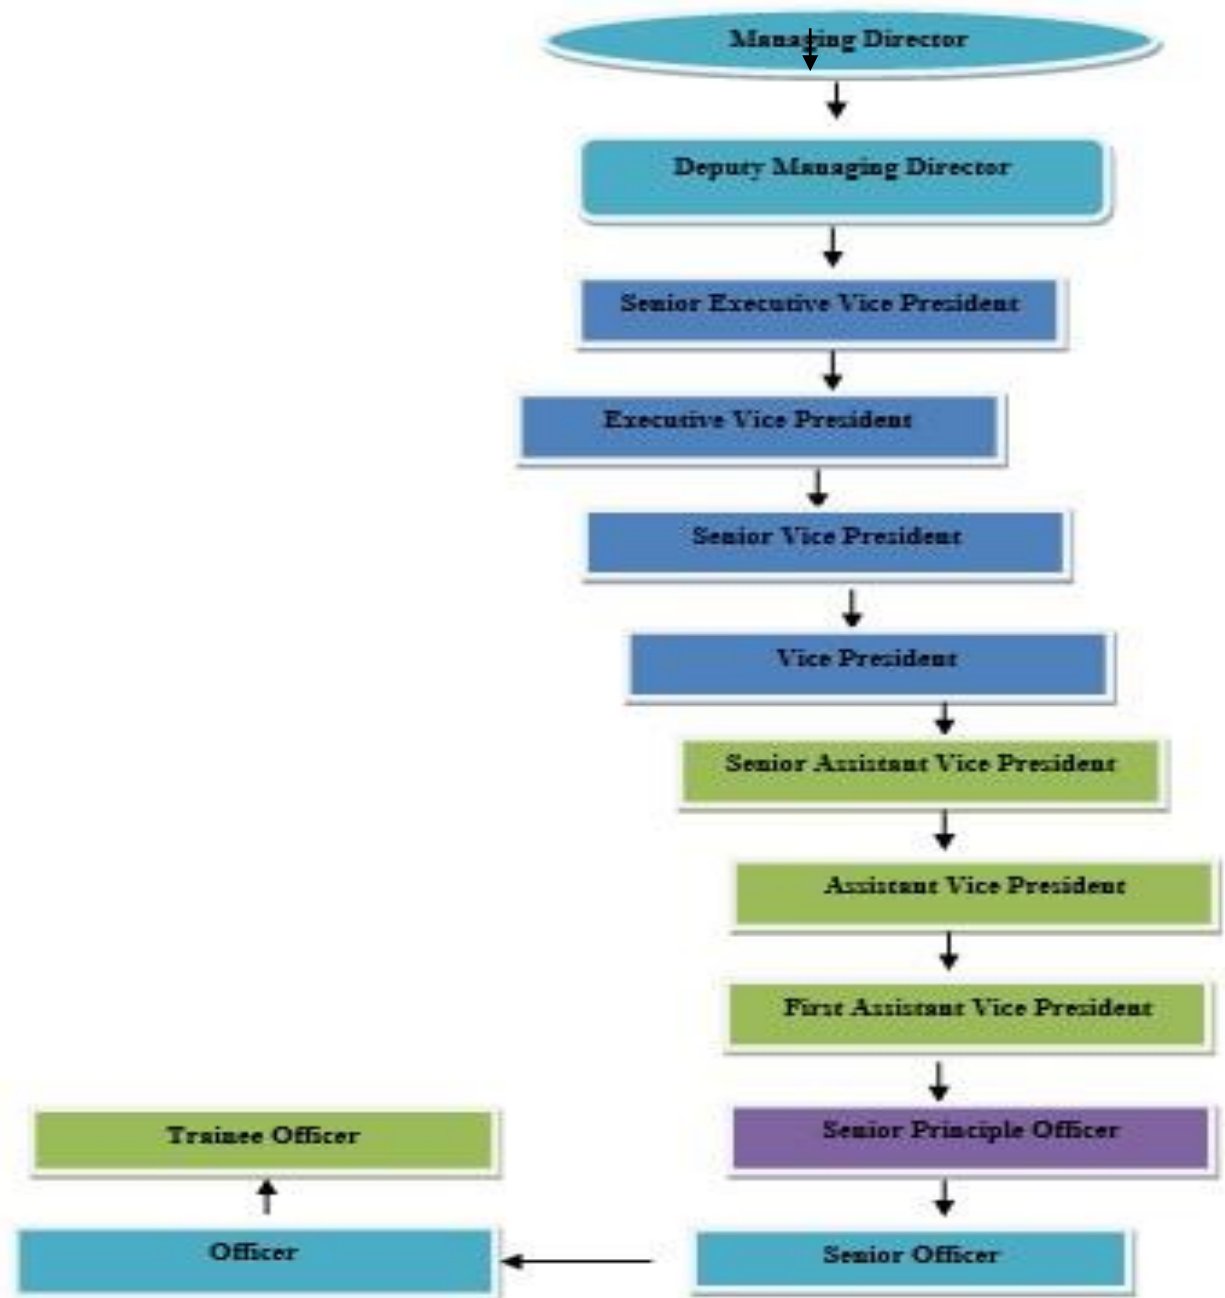 Managing Director
Deputy Managing Director
Senior Executive Vice President
Executive Vice President
Senior Vice President
Vice President
Senior Assistant Vice President
Assistant Vice President
First Assistant Vice President
Senior Principle Officer
Senior Officer
Officer
Trainee Officer